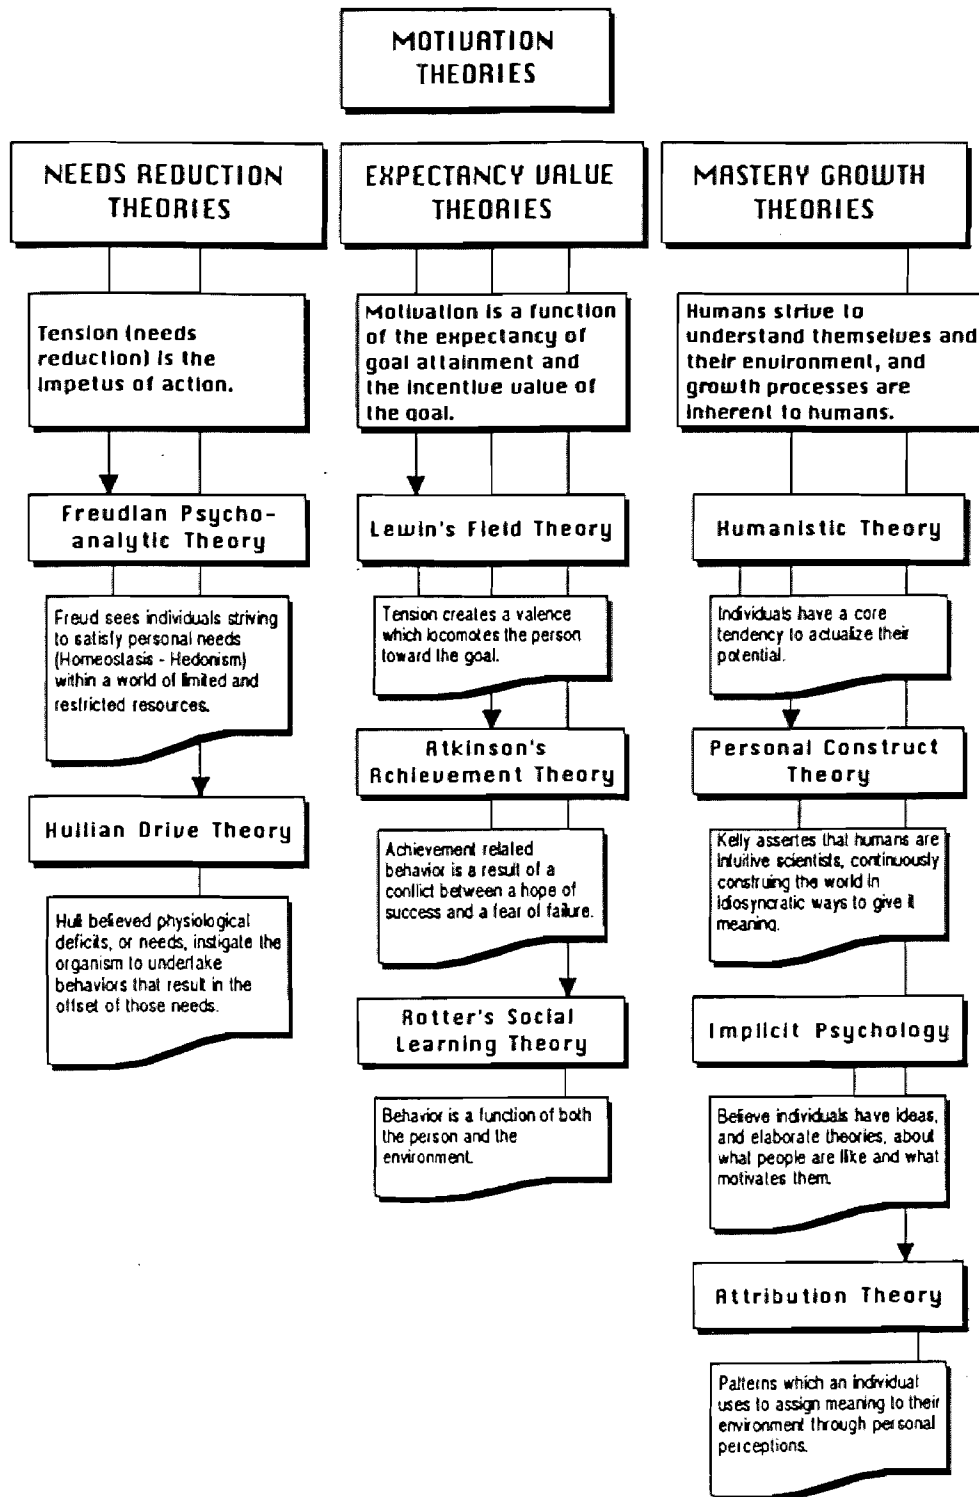 MOTIVATION
THEORIES
NEEDS REDUCTION
THEORIES
Tension (needs
reduction) is the
impetus of action.
Freudian Psycho-
analytic Theory
Freud sees individuals striving
to satisfy personal needs
(Homeostasis - Hedonism)
within a world of limited and
restricted resources.
Hullian Drive Theory
Hull believed physiological
deficits, or needs, instigate the
organism to undertake
behaviors that result in the
offset of those needs.
EXPECTANCY VALUE
THEORIES
Motivation is a function
of the expectancy of
goal attainment and
the incentive value of
the goal.
Lewin's Field Theory
Tension creates a valence
which locomotes the person
toward the goal.
Atkinson's
Achievement Theory
Achievement related
behavior is a result of a
conflict between a hope of
success and a fear of failure.
Rotter's Social
Learning Theory
Behavior is a function of both
the person and the
environment.
MASTERY GROWTH
THEORIES
Humans strive to
understand themselves and
their environment, and
growth processes are
inherent to humans.
Humanistic Theory
Individuals have a core
tendency to actualize their
potential.
Personal Construct
Theory
Kelly assertes that humans are
intuitive scientists, continuously
construing the world in
idiosyncratic ways to give it
meaning.
Implicit Psychology
Believe individuals have ideas,
and elaborate theories, about
what people are like and what
motivates them.
Attribution Theory
Patterns which an individual
uses to assign meaning to their
environment through personal
perceptions.